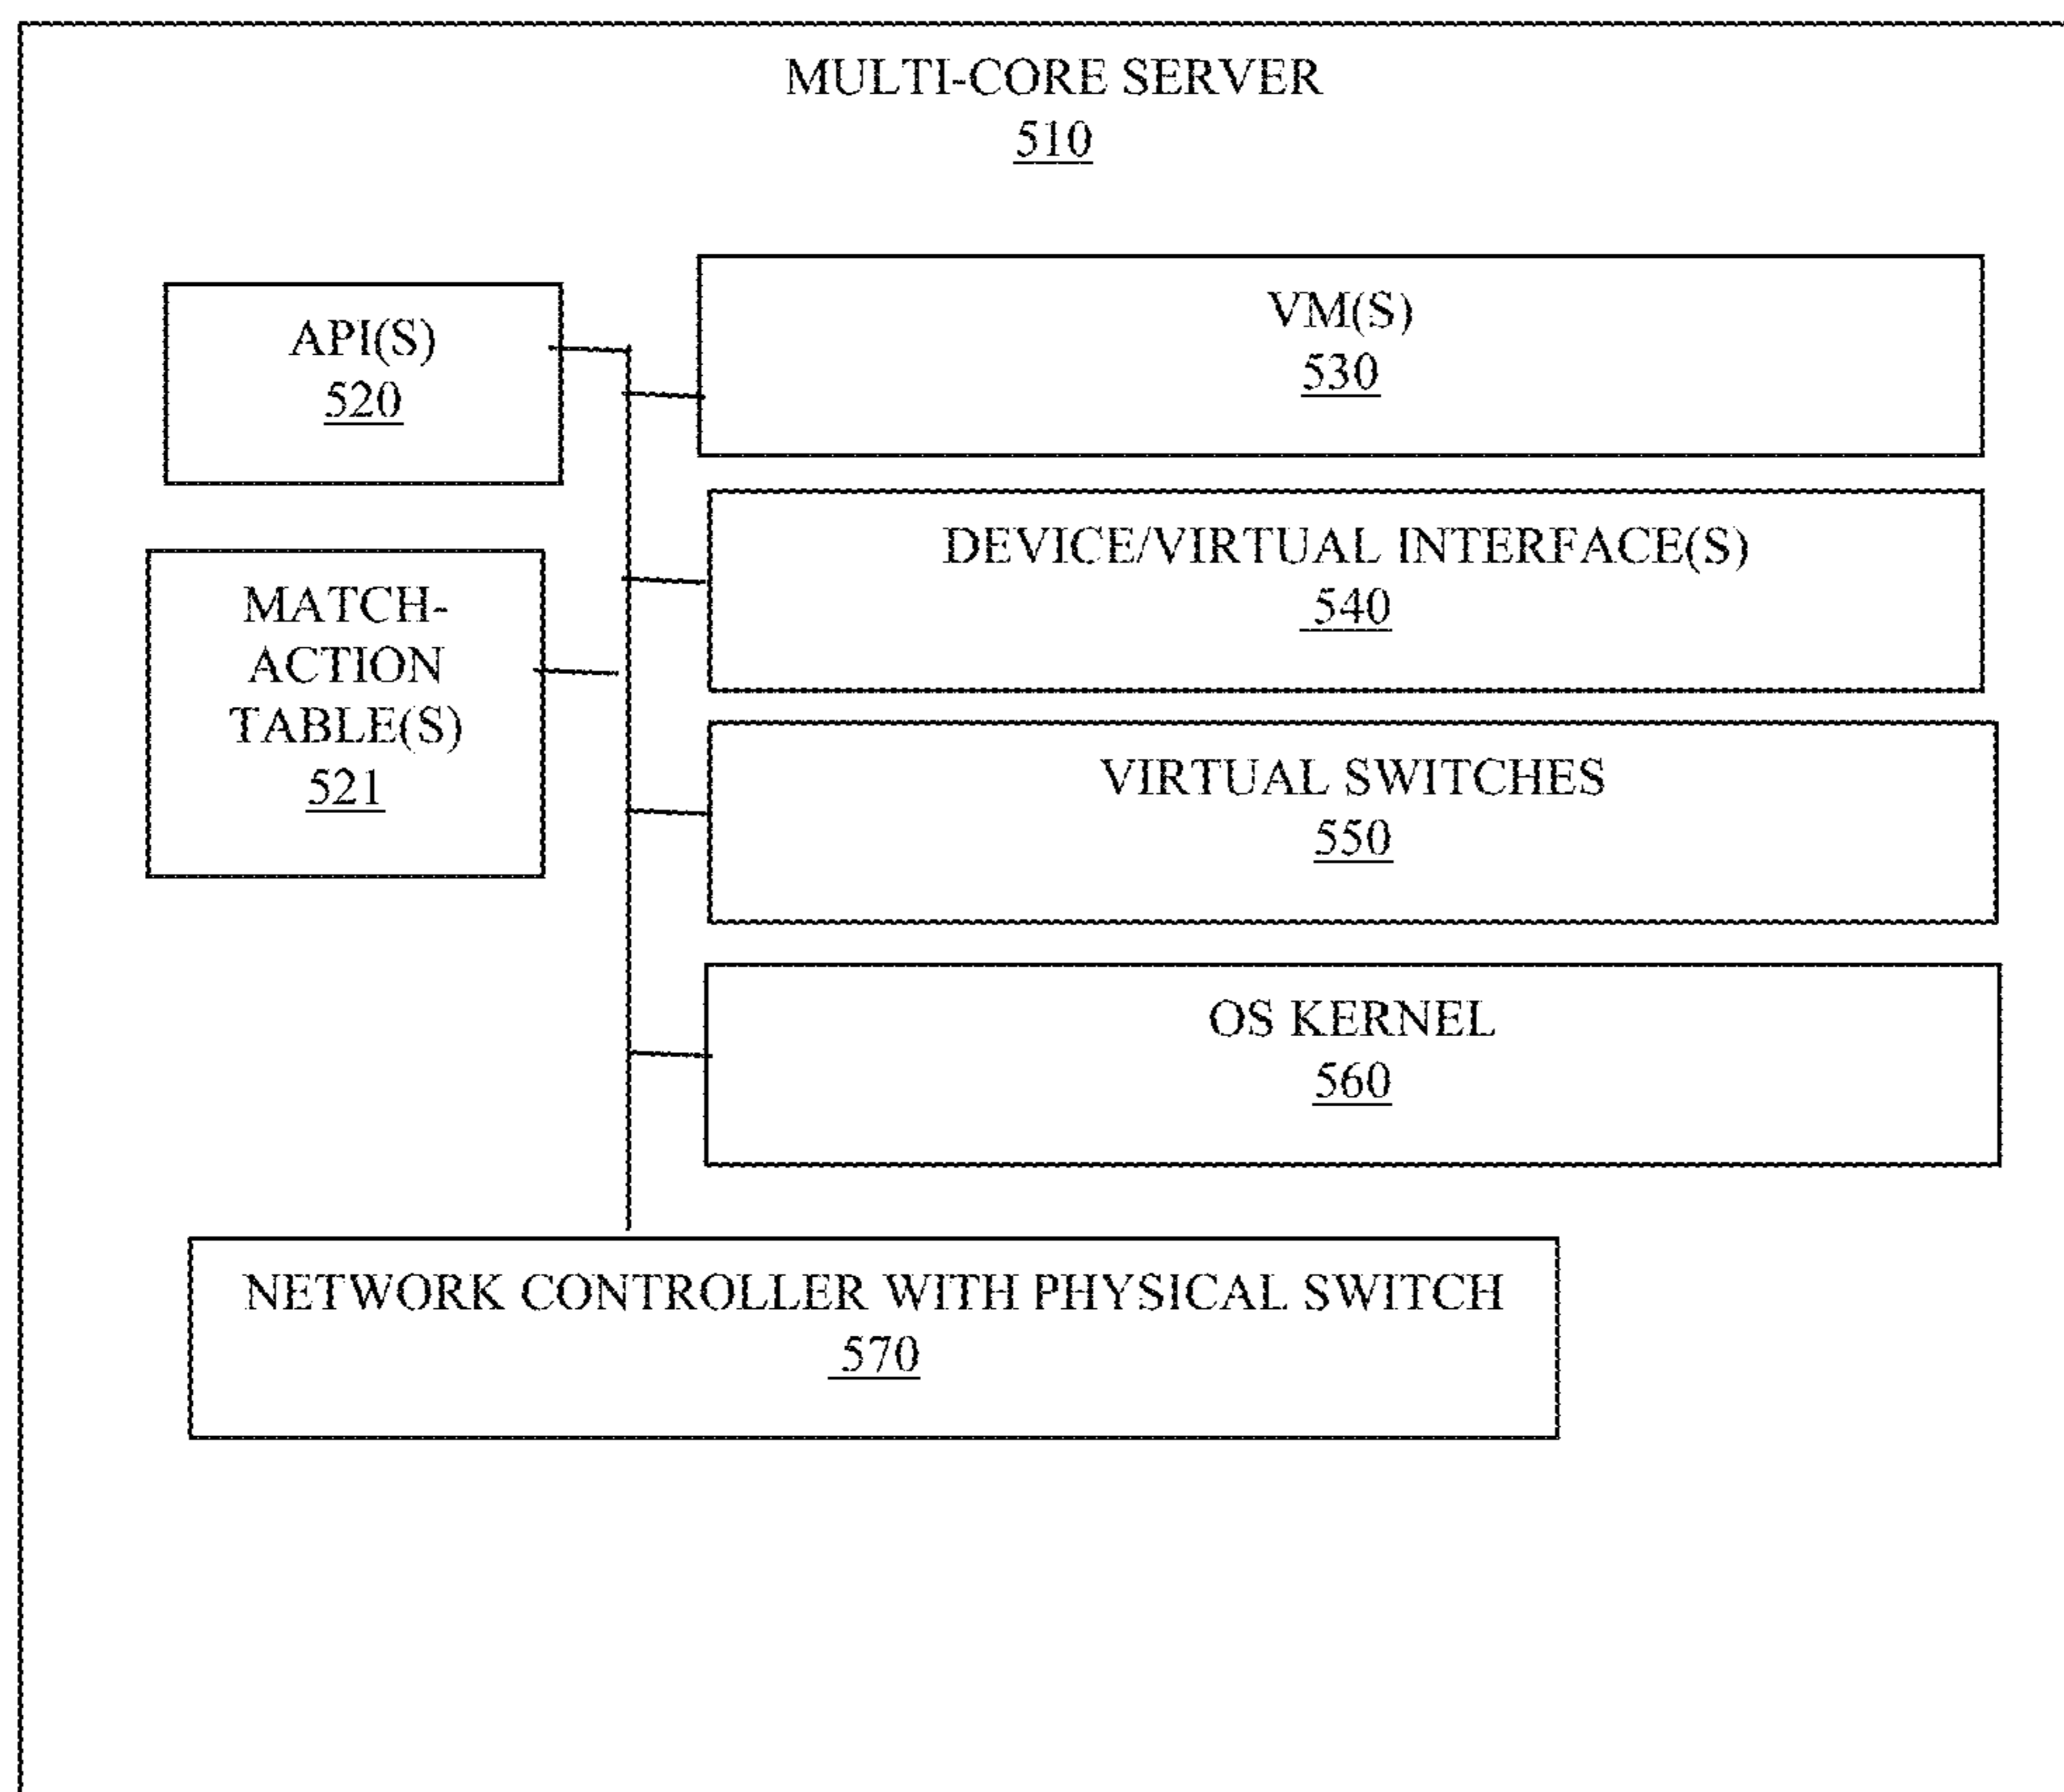 MULTI-CORE SERVER
510
API(S)
520
VM(S)
530
MATCH-
ACTION
TABLE(S)
521
DEVICE/VIRTUAL INTERFACE(S)
540
VIRTUAL SWITCHES
550
OS KERNEL
560
NETWORK CONTROLLER WITH PHYSICAL SWITCH
570